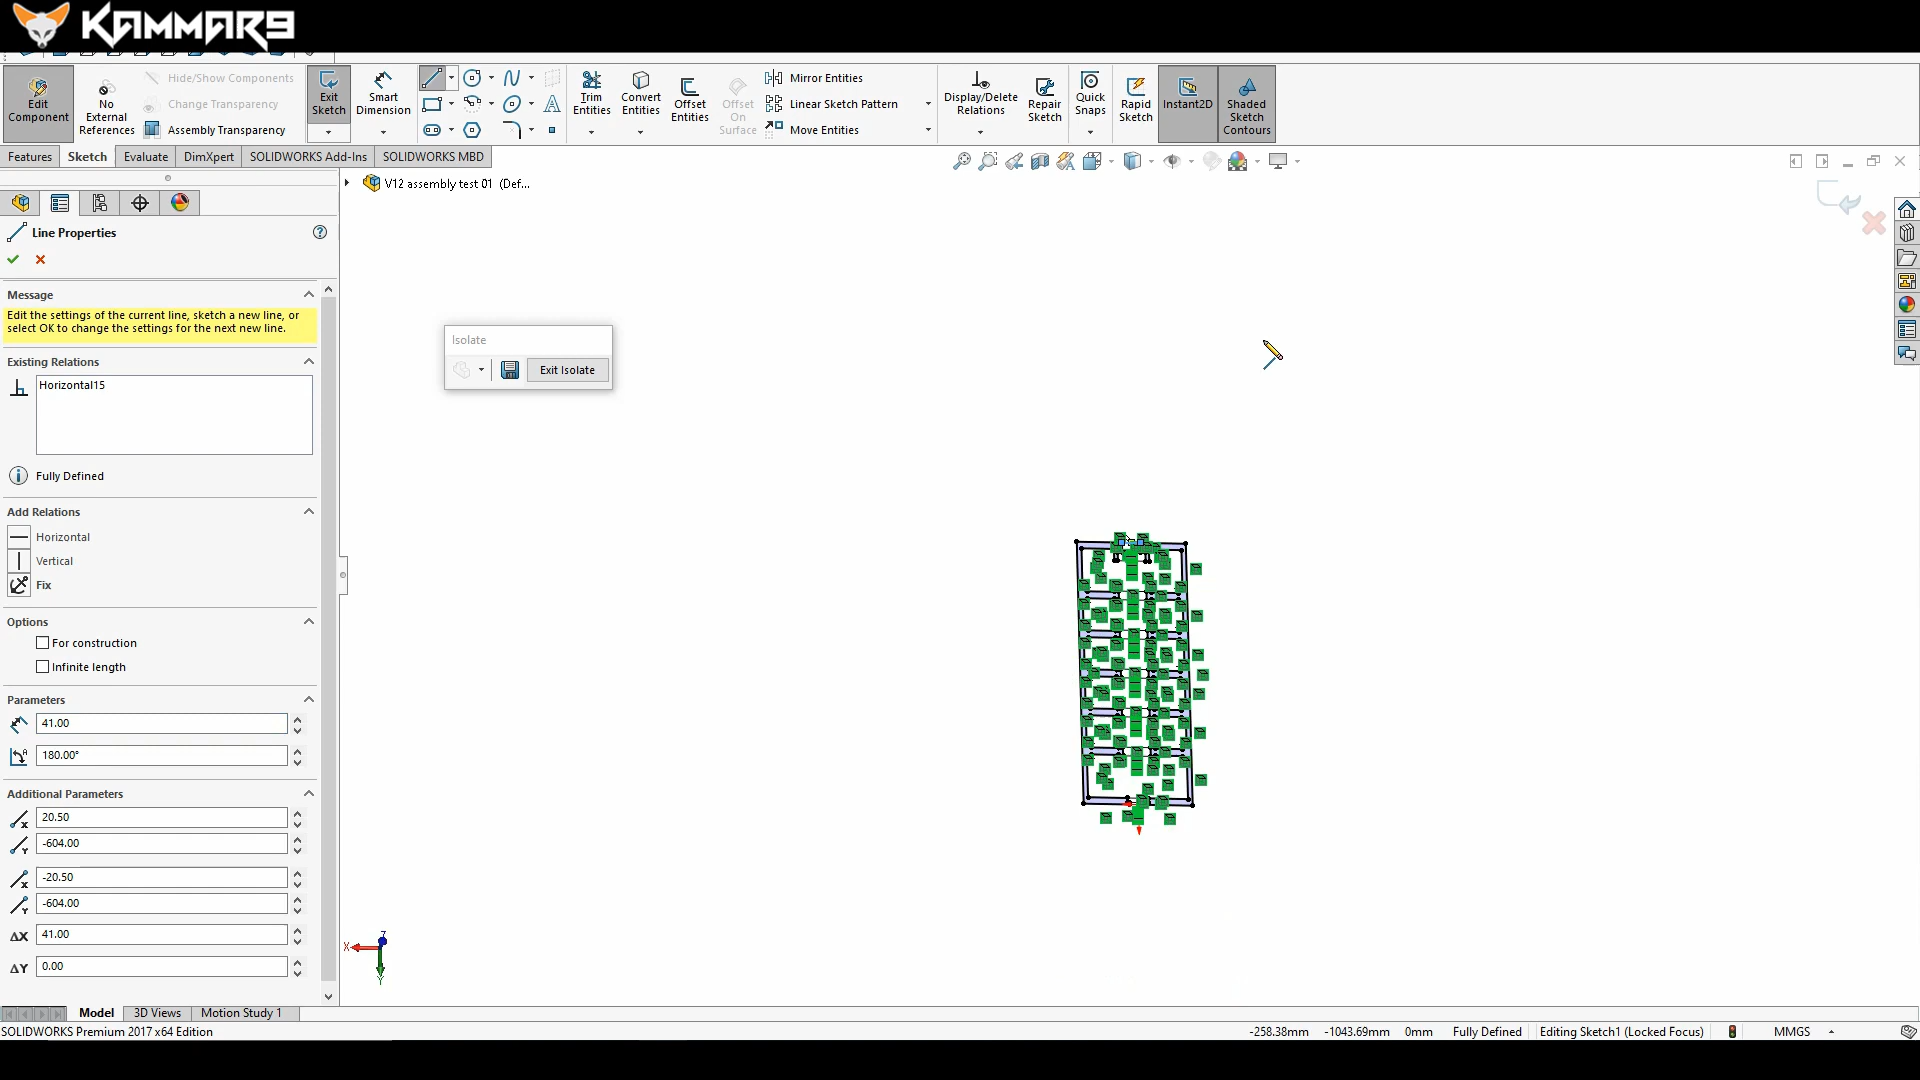 KAMMAR9
Edit
Component
No
External
References
Hide/Show Components
Change Transparency
Assembly Transparency
Exit
Sketch
Smart
Dimension
Trim
Entities
Convert
Entities
Offset
Entities
Offset
On
Surface
Mirror Entities
Linear Sketch Pattern
Move Entities
Display/Delete
Relations
Repair
Sketch
Quick
Snaps
Rapid
Sketch
Instant2D
Shaded
Sketch
Contours
Features
Sketch
Evaluate
DimXpert
SOLIDWORKS Add-Ins
SOLIDWORKS MBD
V12 assembly test 01 (Def...
Line Properties
Message
Edit the settings of the current line, sketch a new line, or
select OK to change the settings for the next new line.
Existing Relations
Horizontal15
Fully Defined
Add Relations
Horizontal
Vertical
Fix
Options
For construction
Infinite length
Parameters
41.00
180.00°
Additional Parameters
20.50
-604.00
-20.50
-604.00
ΔX 41.00
ΔY 0.00
Isolate
Exit Isolate
X
Z
Y
Model
3D Views
Motion Study 1
SOLIDWORKS Premium 2017 x64 Edition
-258.38mm
-1043.69mm
0mm
Fully Defined
Editing Sketch1 (Locked Focus)
MMGS